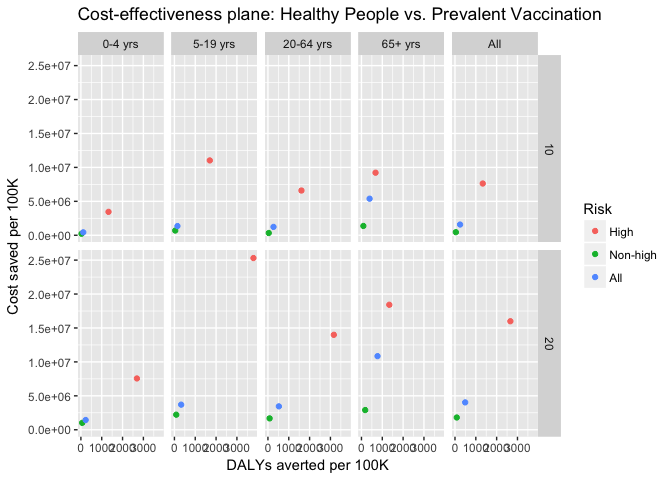 Cost-effectiveness plane: Healthy People vs. Prevalent Vaccination
0-4 yrs 5-19 yrs 20-64 yrs 65+ yrs All
2.5e+07
2.0e+07
1.5e+07
1.0e+07
5.0e+06
0.0e+00
10
2.5e+07
2.0e+07
1.5e+07
1.0e+07
5.0e+06
0.0e+00
20
0 1000 2000 3000 0 1000 2000 3000 0 1000 2000 3000 0 1000 2000 3000 0 1000 2000 3000
DALYs averted per 100K
Cost saved per 100K
Risk
High
Non-high
All